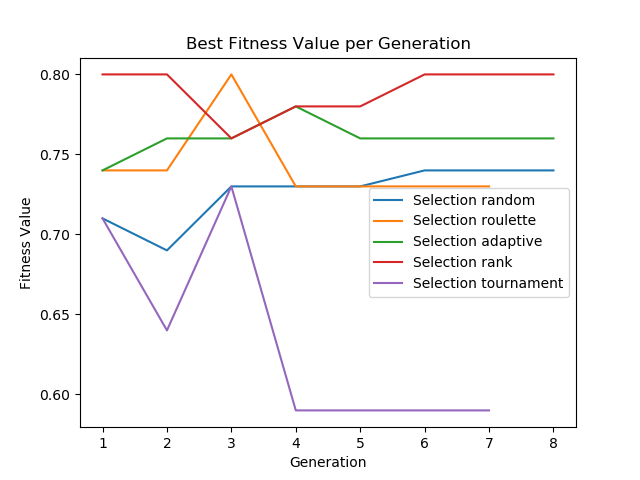 Best Fitness Value per Generation
Fitness Value
0.80
0.75
0.70
0.65
0.60
Selection random
Selection roulette
Selection adaptive
Selection rank
Selection tournament
1 2 3 4 5 6 7 8
Generation